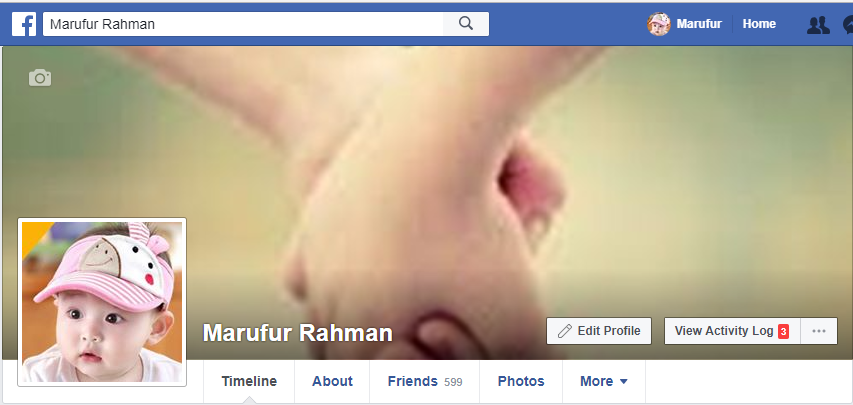 f Marufur Rahman Marufur Home
Marufur Rahman Edit Profile View Activity Log 3 ...
Timeline About Friends 599 Photos More